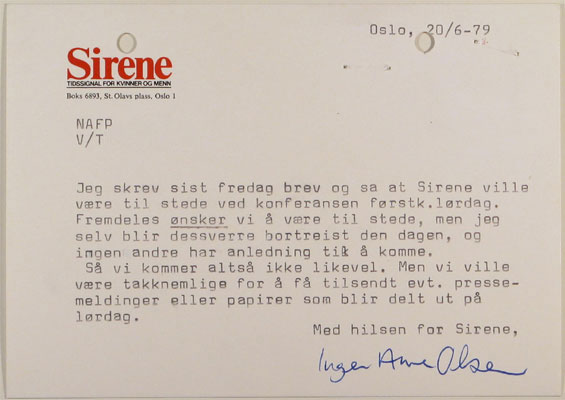 Oslo, 20/6-79
Sirene
TIDSSIGNAL FOR KVINNER OG MENN
Boks 6893, St. Olavs plass, Oslo 1
NAFP
V/T
Jeg skrev sist fredag brev og sa at Sirene ville
være til stede ved konferansen førstk.lørdag.
Fremdeles ønsker vi å være til stede, men jeg
selv blir dessverre bortreist den dagen, og
ingen andre har anledning til å komme.
Så vi kommer altså ikke likevel. Men vi ville
være takknemlige for å få tilsendt evt. presse-
meldinger eller papirer som blir delt ut på
lørdag.
Med hilsen for Sirene,
Inger Anne Olsen